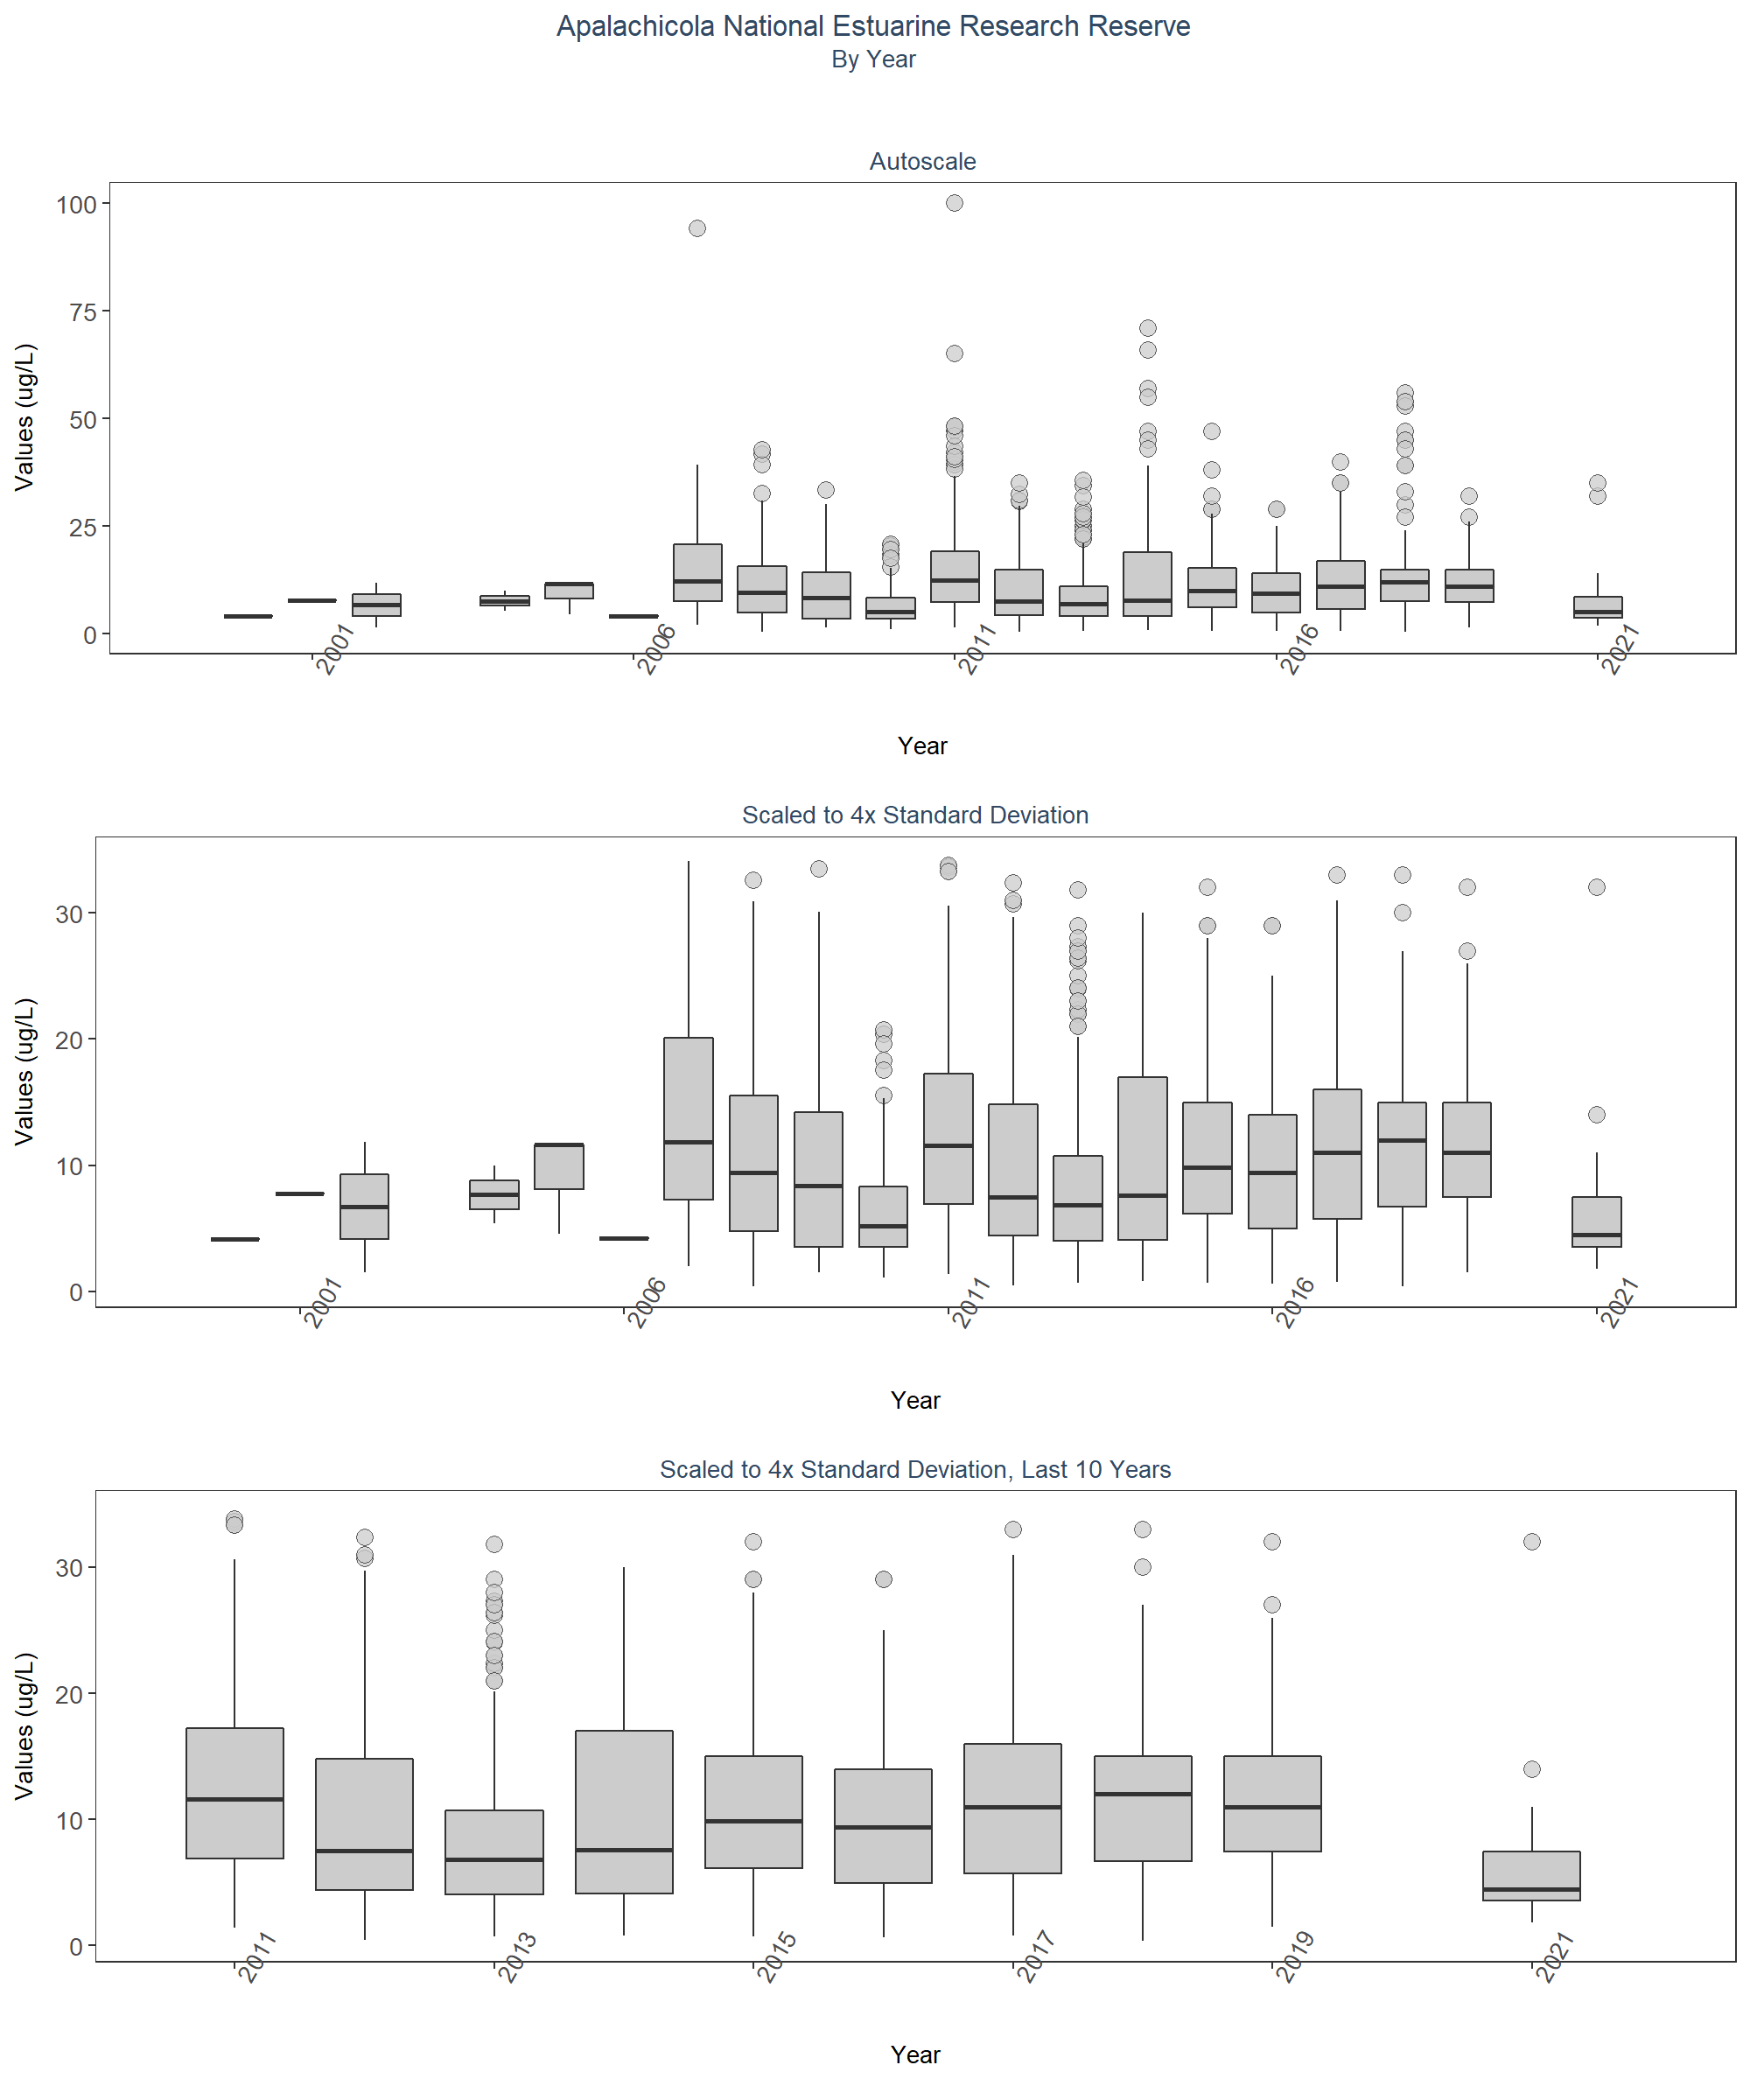 Apalachicola National Estuarine Research Reserve
By Year
Autoscale
Values (ug/L)
100
75
50
25
0
2001
2006
2011
2016
2021
Year
Scaled to 4x Standard Deviation
Values (ug/L)
30
20
10
0
2001
2006
2011
2016
2021
Year
Scaled to 4x Standard Deviation, Last 10 Years
Values (ug/L)
30
20
10
0
2011
2013
2015
2017
2019
2021
Year